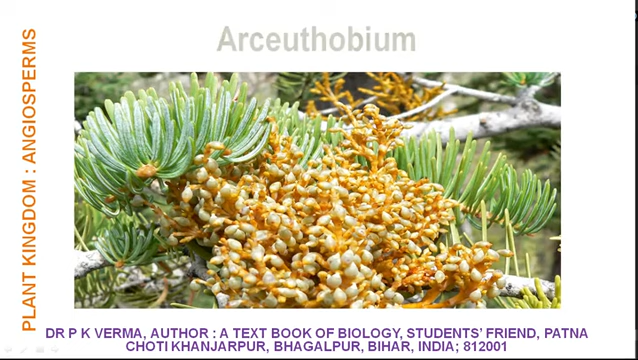 Arceuthobium
PLANT KINGDOM : ANGIOSPERMS
DR P K VERMA, AUTHOR : A TEXT BOOK OF BIOLOGY, STUDENTS' FRIEND, PATNA
CHOTI KHANJARPUR, BHAGALPUR, BIHAR, INDIA; 812001